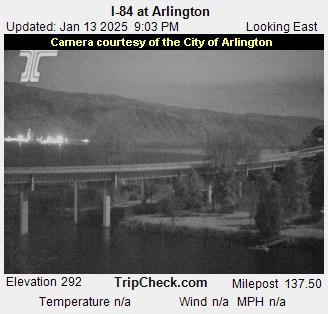 I-84 at Arlington
Updated: Jan 13 2025 9:03 PM Looking East
Camera courtesy of the City of Arlington
Elevation 292 TripCheck.com Milepost 137.50
Temperature n/a Wind n/a MPH n/a